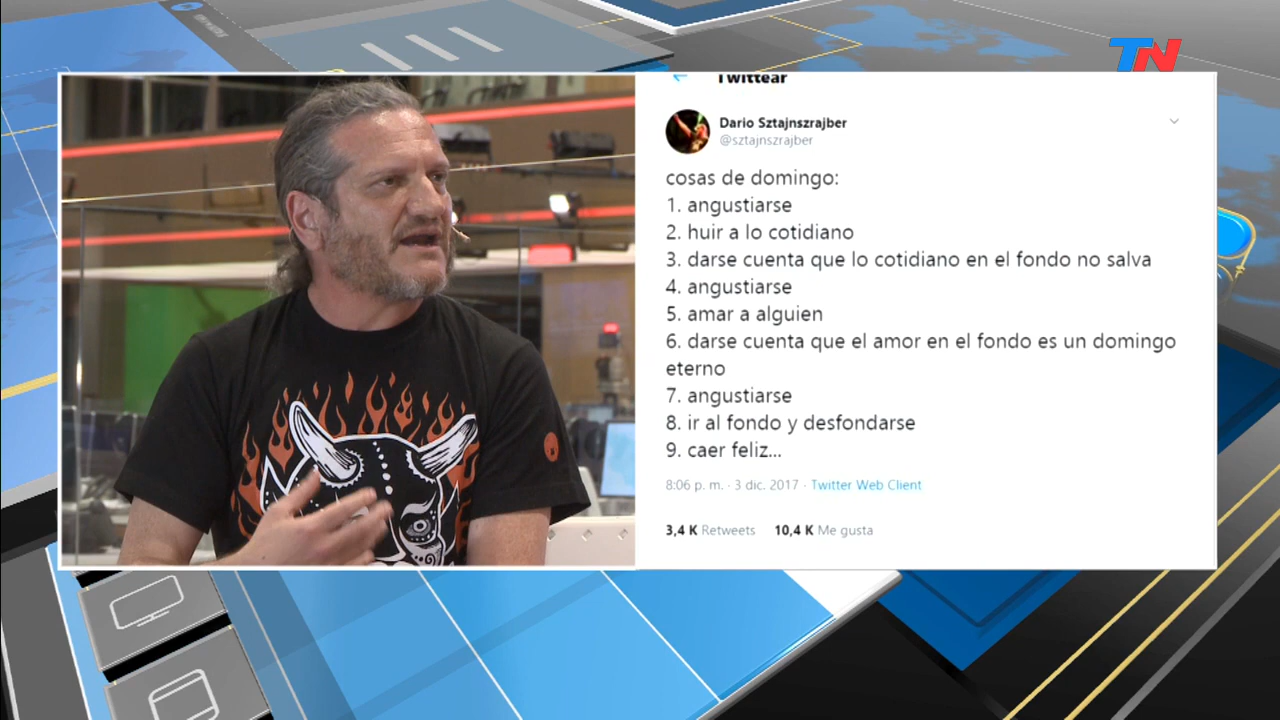 TN
Twittear
Dario Sztajnszrajber
@sztajnszrajber
cosas de domingo:
1. angustiarse
2. huir a lo cotidiano
3. darse cuenta que lo cotidiano en el fondo no salva
4. angustiarse
5. amar a alguien
6. darse cuenta que el amor en el fondo es un domingo
eterno
7. angustiarse
8. ir al fondo y desfondarse
9. caer feliz...
8:06 p. m. · 3 dic. 2017 · Twitter Web Client
3,4 K Retweets 10,4 K Me gusta